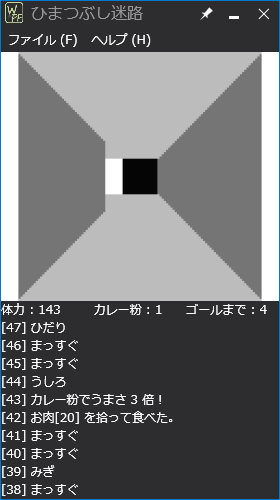 WPF ひまつぶし迷路
ファイル (F) ヘルプ (H)
体力：143 カレー粉：1 ゴールまで：4
[47] ひだり
[46] まっすぐ
[45] まっすぐ
[44] うしろ
[43] カレー粉でうまさ 3 倍！
[42] お肉[20] を拾って食べた。
[41] まっすぐ
[40] まっすぐ
[39] みぎ
[38] まっすぐ